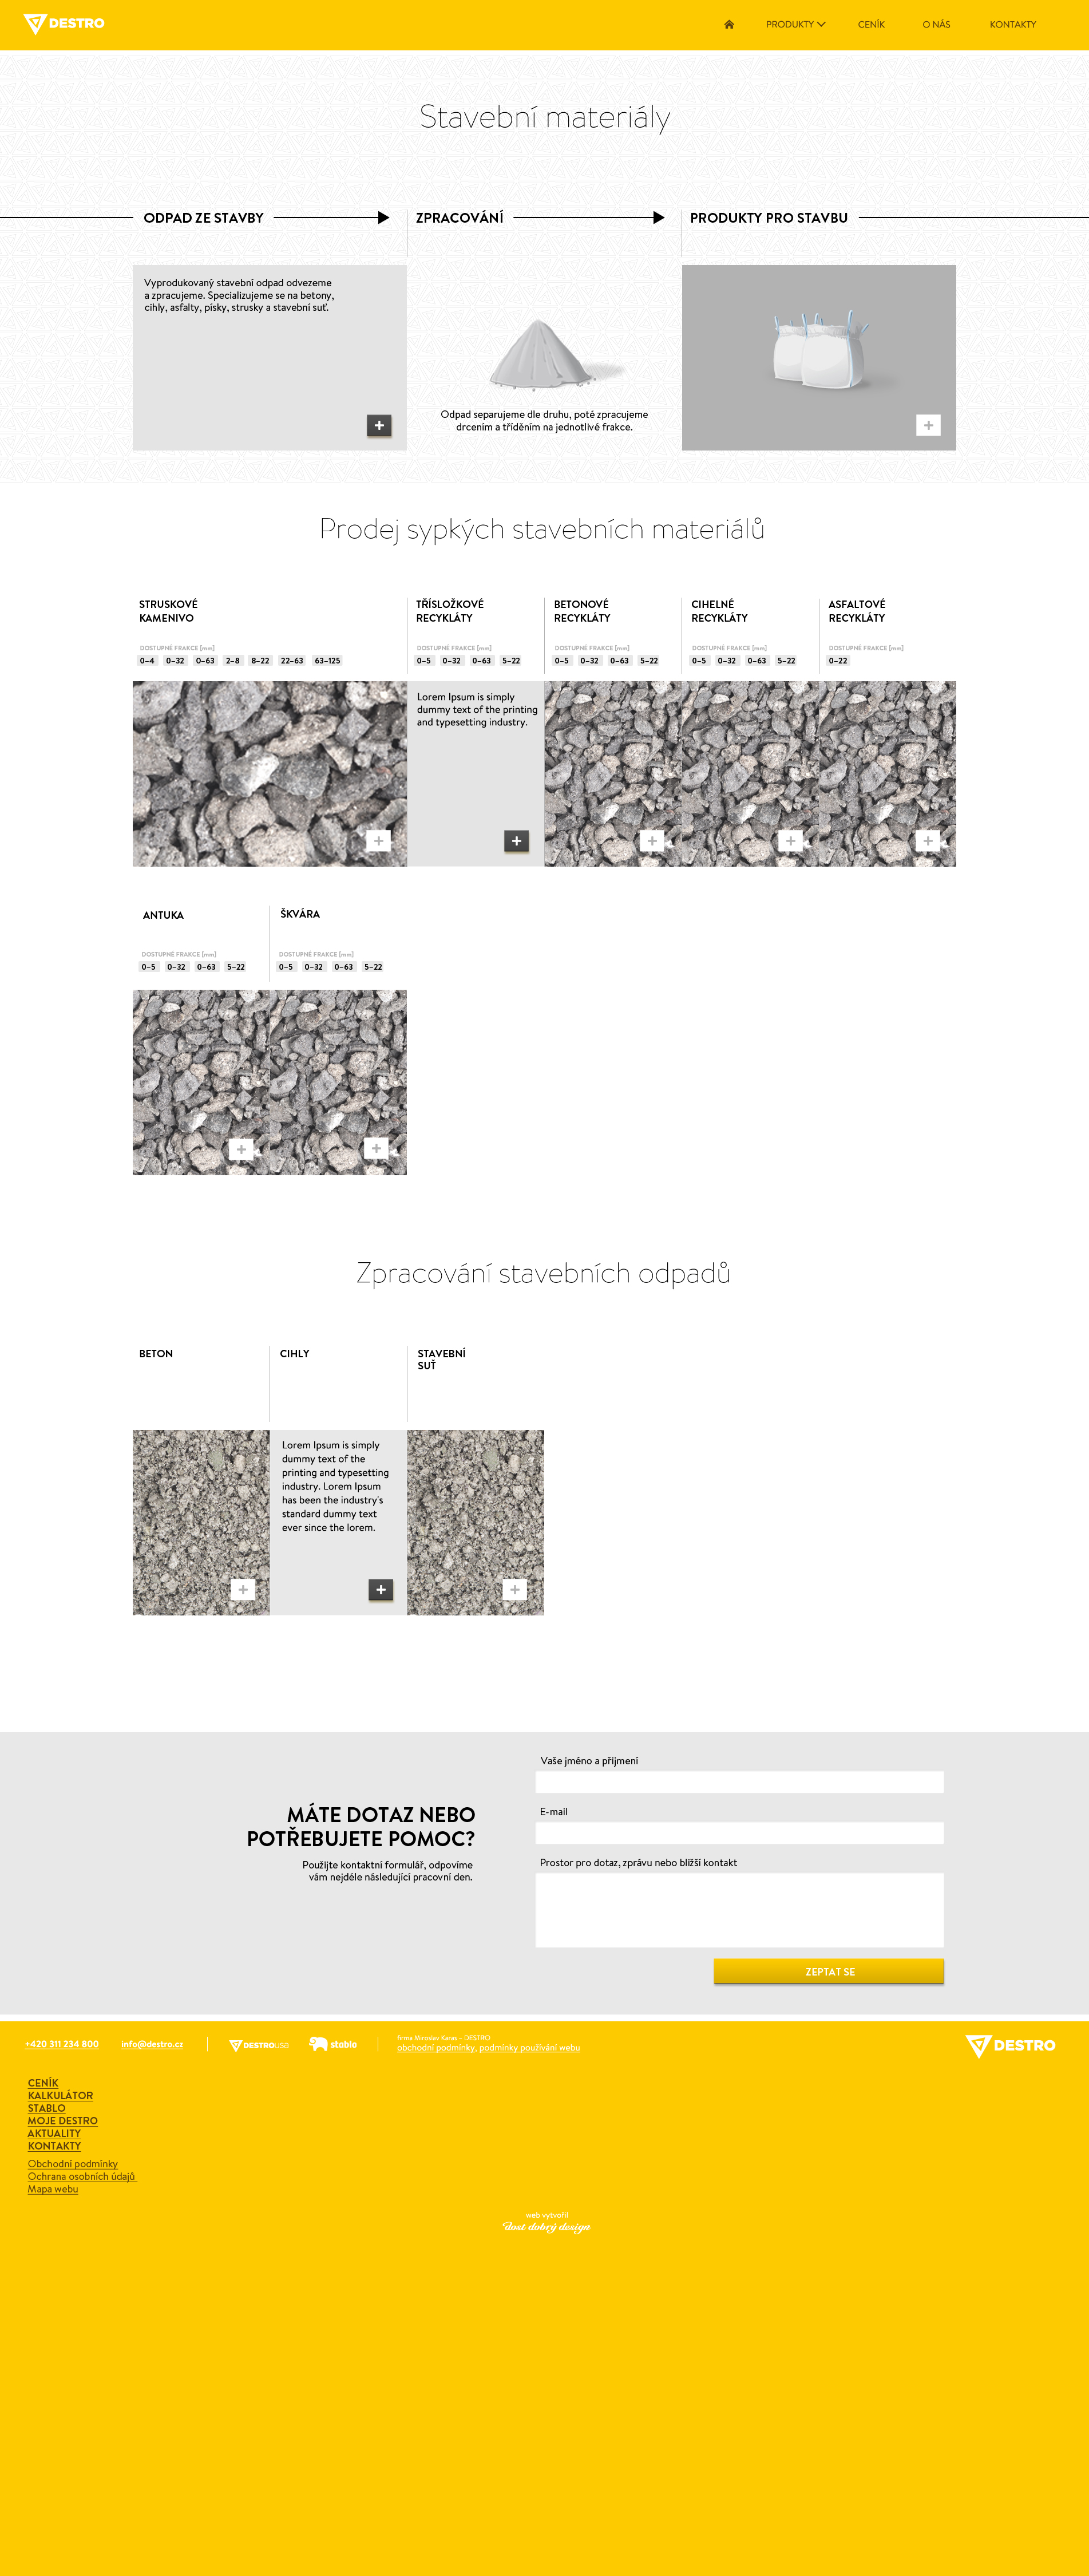 DESTRO
PRODUKTY
CENÍK
O NÁS
KONTAKTY
Stavební materiály
ODPAD ZE STAVBY
ZPRACOVÁNÍ
PRODUKTY PRO STAVBU
Vyprodukovaný stavební odpad odvezeme
a zpracujeme. Specializujeme se na betony,
cihly, asfalty, písky, strusky a stavební suť.
Odpad separujeme dle druhu, poté zpracujeme
drcením a tříděním na jednotlivé frakce.
Prodej sypkých stavebních materiálů
STRUSKOVÉ
KAMENIVO
DOSTUPNÉ FRAKCE [mm]
0–4 0–32 0–63 2–8 8–22 22–63 63–125
TŘÍSLOŽKOVÉ
RECYKLÁTY
DOSTUPNÉ FRAKCE [mm]
0–5 0–32 0–63 5–22
BETONOVÉ
RECYKLÁTY
DOSTUPNÉ FRAKCE [mm]
0–5 0–32 0–63 5–22
CIHELNÉ
RECYKLÁTY
DOSTUPNÉ FRAKCE [mm]
0–5 0–32 0–63 5–22
ASFALTOVÉ
RECYKLÁTY
DOSTUPNÉ FRAKCE [mm]
0–22
Lorem Ipsum is simply
dummy text of the printing
and typesetting industry.
ANTUKA
DOSTUPNÉ FRAKCE [mm]
0–5 0–32 0–63 5–22
ŠKVÁRA
DOSTUPNÉ FRAKCE [mm]
0–5 0–32 0–63 5–22
Zpracování stavebních odpadů
BETON
CIHLY
STAVEBNÍ
SUŤ
Lorem Ipsum is simply
dummy text of the
printing and typesetting
industry. Lorem Ipsum
has been the industry's
standard dummy text
ever since the lorem.
MÁTE DOTAZ NEBO
POTŘEBUJETE POMOC?
Použijte kontaktní formulář, odpovíme
vám nejdéle následující pracovní den.
Vaše jméno a příjmení
E-mail
Prostor pro dotaz, zprávu nebo bližší kontakt
ZEPTAT SE
+420 311 234 800
info@destro.cz
DESTROusa
stablo
firma Miroslav Karas – DESTRO
obchodní podmínky, podmínky používání webu
DESTRO
CENÍK
KALKULÁTOR
STABLO
MOJE DESTRO
AKTUALITY
KONTAKTY
Obchodní podmínky
Ochrana osobních údajů
Mapa webu
web vytvořil
dost dobrý design